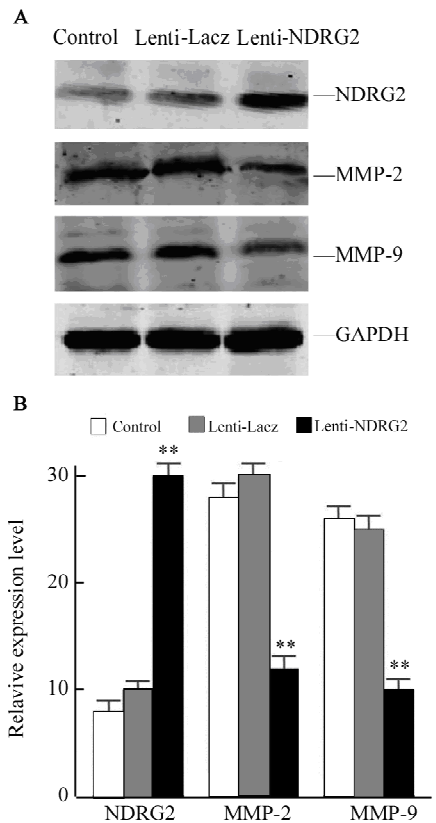 A
Control Lenti-Lacz Lenti-NDRG2
NDRG2
MMP-2
MMP-9
GAPDH
B
Control Lenti-Lacz Lenti-NDRG2
Relavive expression level
30
20
10
0
**
**
**
NDRG2 MMP-2 MMP-9